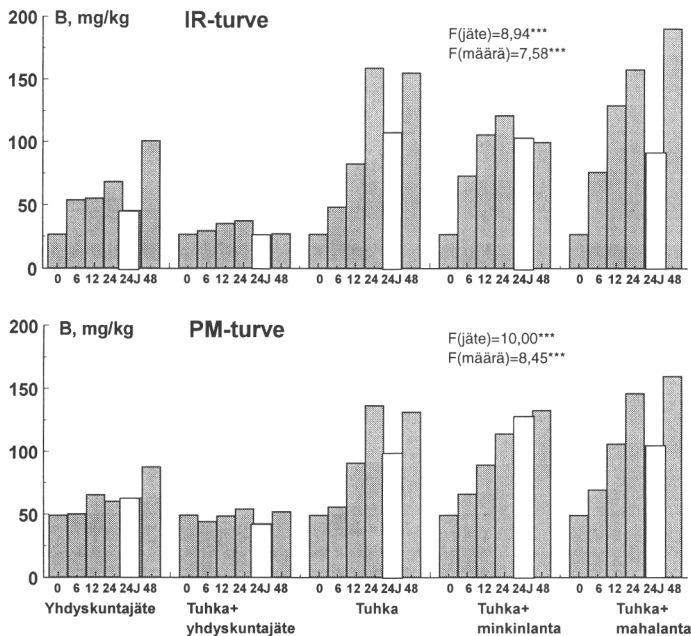 B, mg/kg IR-turve
F(jäte)=8,94***
F(määrä)=7,58***
200
150
100
50
0
0 6 12 24 24J 48 0 6 12 24 24J 48 0 6 12 24 24J 48 0 6 12 24 24J 48 0 6 12 24 24J 48
B, mg/kg PM-turve
F(jäte)=10,00***
F(määrä)=8,45***
200
150
100
50
0
0 6 12 24 24J 48 0 6 12 24 24J 48 0 6 12 24 24J 48 0 6 12 24 24J 48 0 6 12 24 24J 48
Yhdyskuntajäte Tuhka+ Tuhka Tuhka+ Tuhka+
yhdyskuntajäte minkinlanta mahalanta